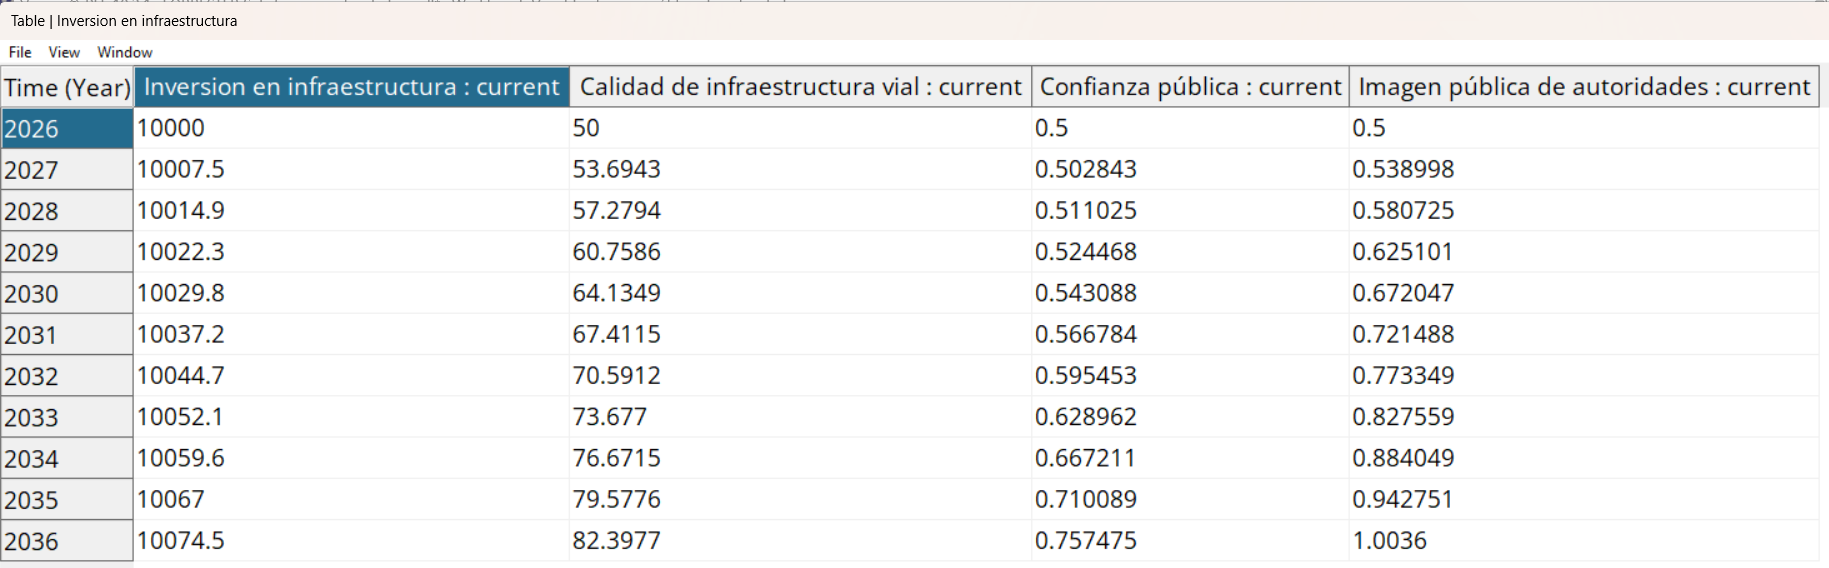 Table | Inversion en infraestructura
File View Window
Time (Year) Inversion en infraestructura : current Calidad de infraestructura vial : current Confianza pública : current Imagen pública de autoridades : current
2026 10000 50 0.5 0.5
2027 10007.5 53.6943 0.502843 0.538998
2028 10014.9 57.2794 0.511025 0.580725
2029 10022.3 60.7586 0.524468 0.625101
2030 10029.8 64.1349 0.543088 0.672047
2031 10037.2 67.4115 0.566784 0.721488
2032 10044.7 70.5912 0.595453 0.773349
2033 10052.1 73.677 0.628962 0.827559
2034 10059.6 76.6715 0.667211 0.884049
2035 10067 79.5776 0.710089 0.942751
2036 10074.5 82.3977 0.757475 1.0036